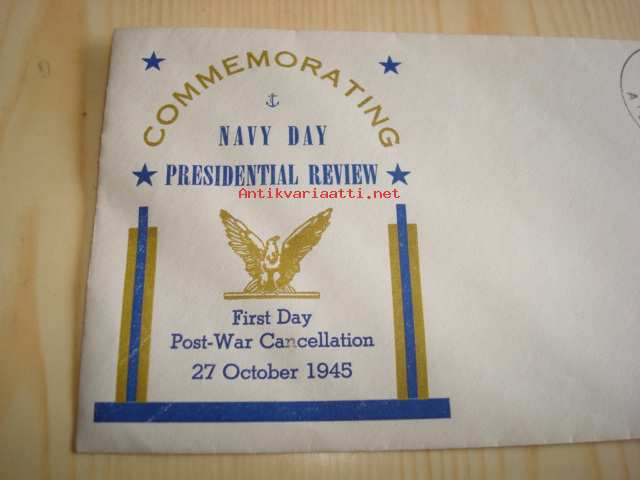 COMMEMORATING
NAVY DAY
PRESIDENTIAL REVIEW
Antikvariaatti.net
First Day
Post-War Cancellation
27 October 1945